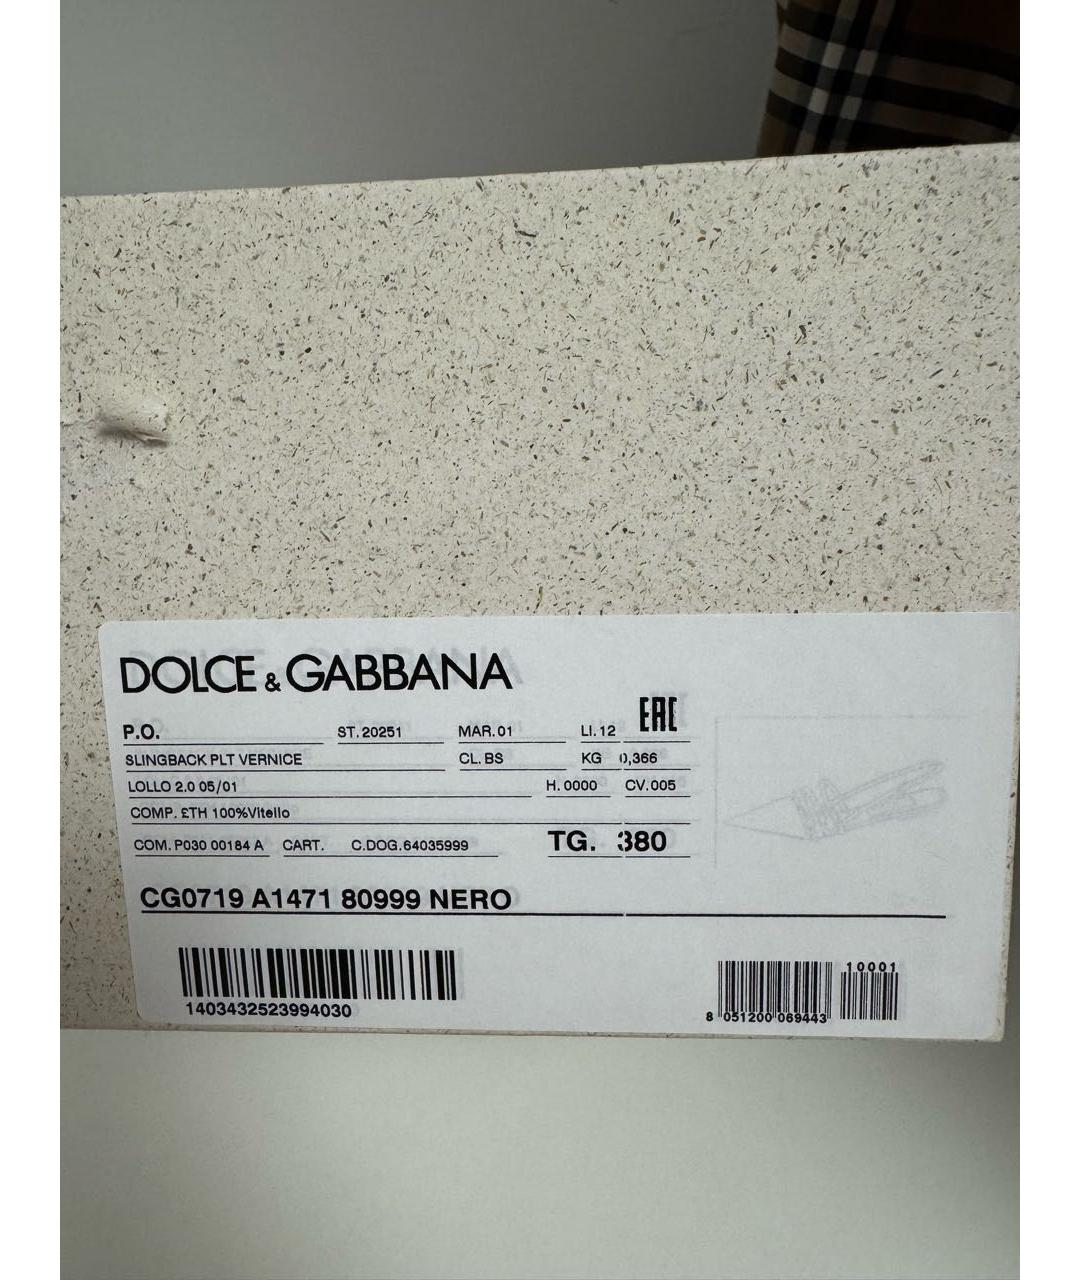 DOLCE & GABBANA
EAC
P.O. ST. 20251 MAR. 01 LI. 12
SLINGBACK PLT VERNICE CL. BS KG 0,366
LOLLO 2.0 05/01 H. 0000 CV. 005
COMP. £TH 100%Vitello
COM. P030 00184 A CART. C.DOG. 64035999 TG. 380
CG0719 A1471 80999 NERO
10001
1403432523994030 8 051200 069443